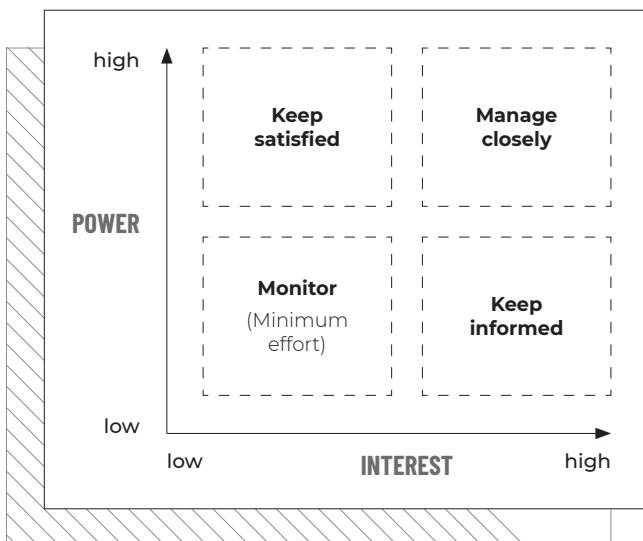 high
Keep
satisfied
Manage
closely
POWER
Monitor
(Minimum
effort)
Keep
informed
low
low
INTEREST
high